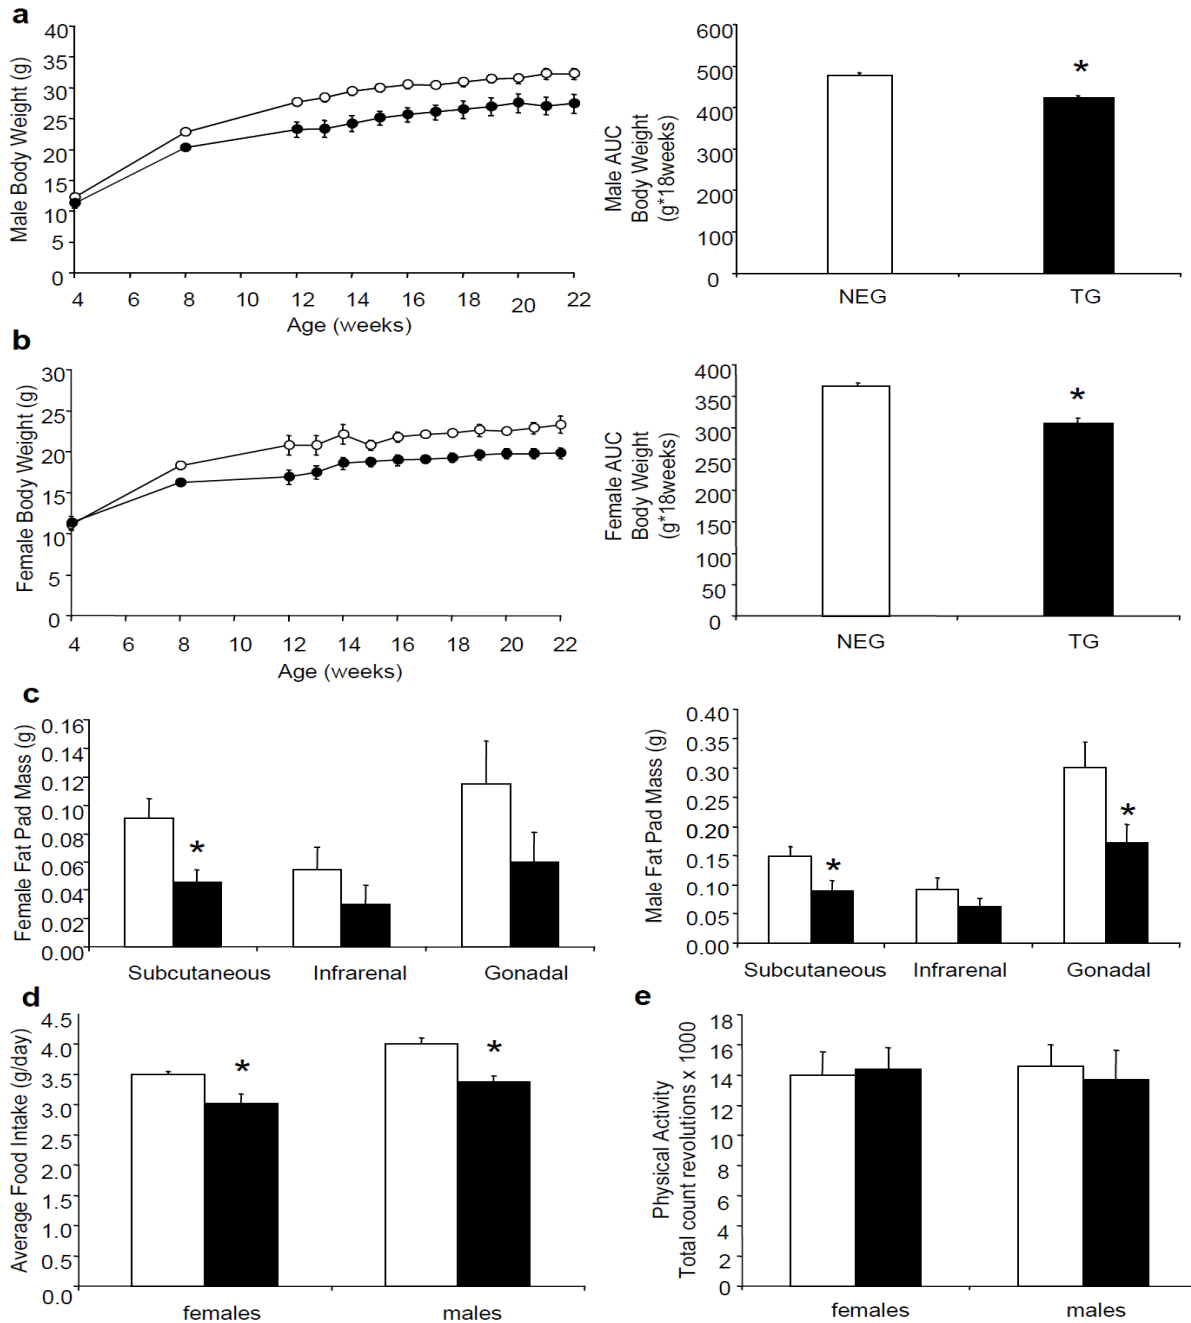 a
Male Body Weight (g)
40
35
30
25
20
15
10
5
0
4
6
8
10
12
14
16
18
20
22
Age (weeks)
Male AUC
Body Weight
(g*18weeks)
600
500
400
300
200
100
0
*
NEG
TG
b
Female Body Weight (g)
30
25
20
15
10
5
0
4
6
8
10
12
14
16
18
20
22
Age (weeks)
Female AUC
Body Weight
(g*18weeks)
400
350
300
250
200
150
100
50
0
*
NEG
TG
c
Female Fat Pad Mass (g)
0.16
0.14
0.12
0.10
0.08
0.06
0.04
0.02
0.00
*
Subcutaneous
Infrarenal
Gonadal
Male Fat Pad Mass (g)
0.40
0.35
0.30
0.25
0.20
0.15
0.10
0.05
0.00
*
*
Subcutaneous
Infrarenal
Gonadal
d
Average Food Intake (g/day)
4.5
4.0
3.5
3.0
2.5
2.0
1.5
1.0
0.5
0.0
*
*
females
males
e
Physical Activity
Total count revolutions x 1000
18
16
14
12
10
8
6
4
2
0
females
males